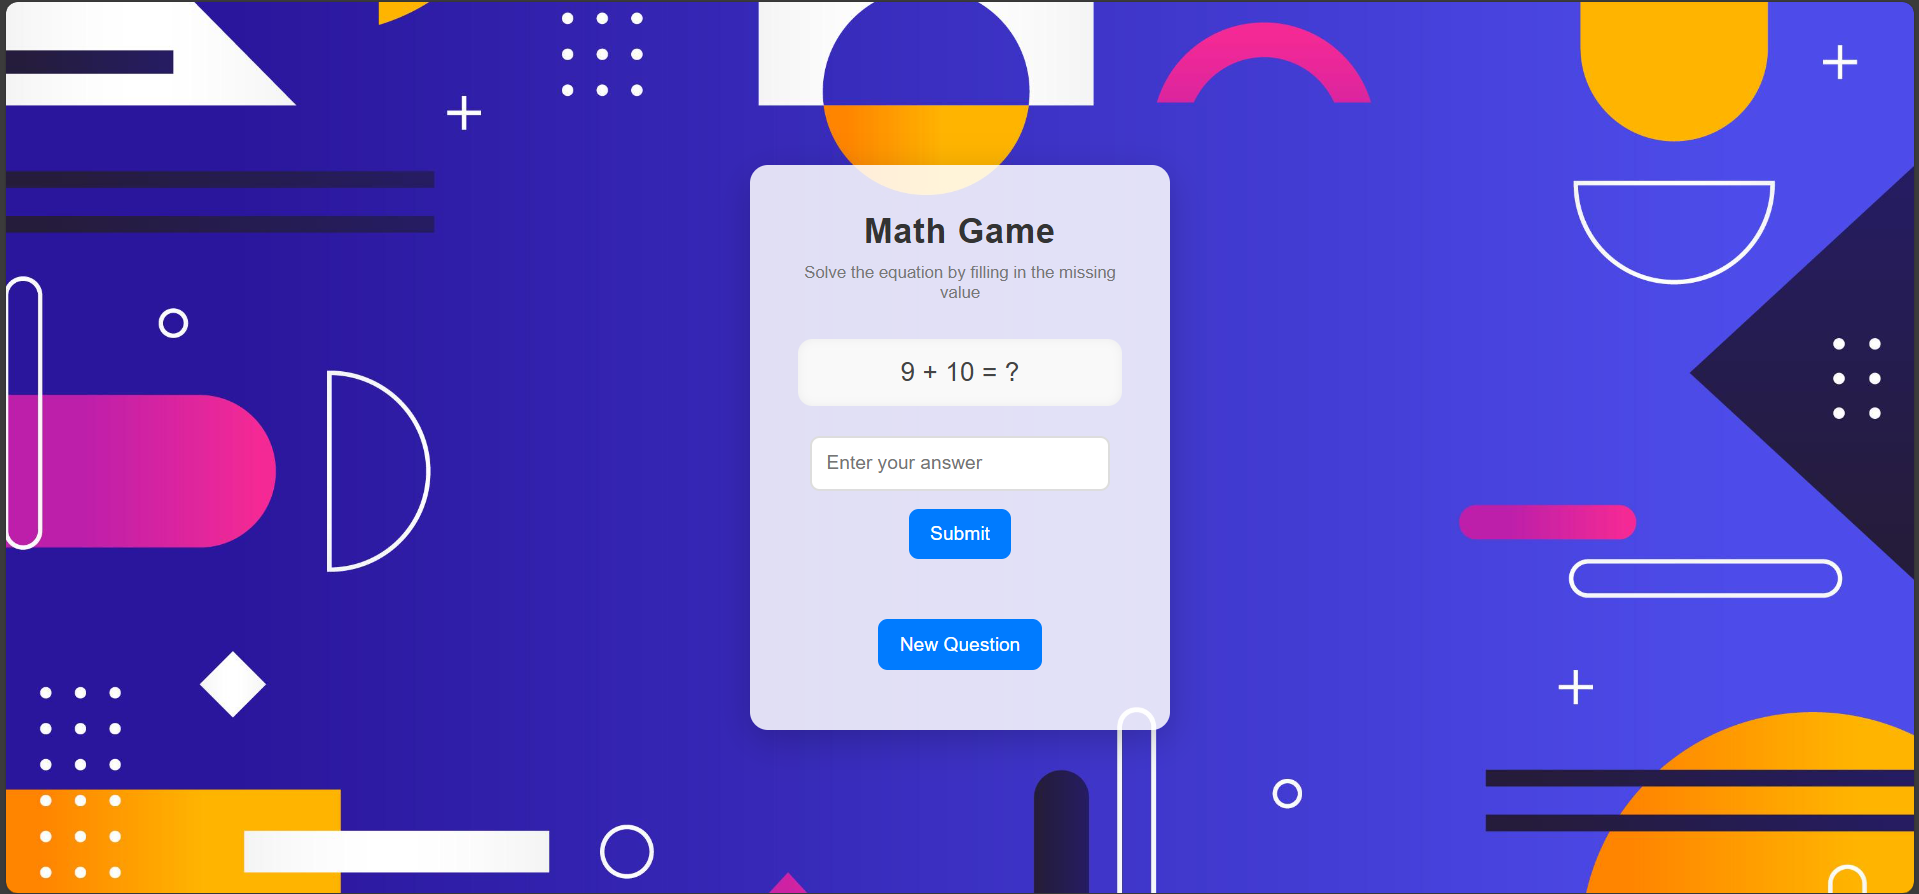 Math Game
Solve the equation by filling in the missing
value
9 + 10 = ?
Enter your answer
Submit
New Question